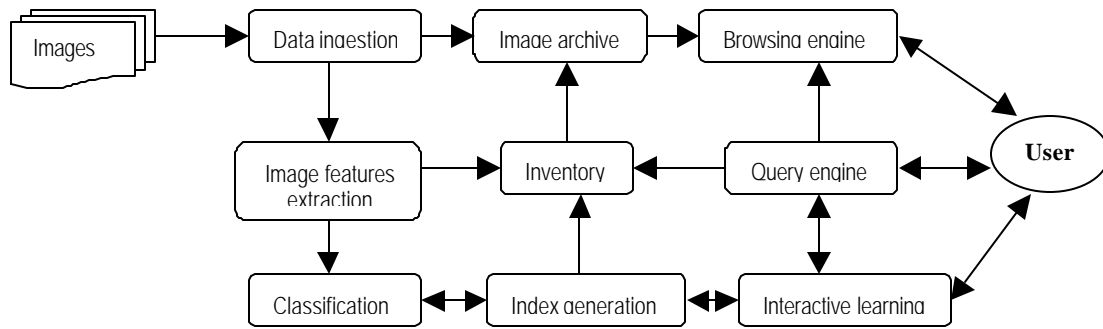 Images
Data ingestion
Image archive
Browsing engine
Image features
extraction
Inventory
Query engine
User
Classification
Index generation
Interactive learning